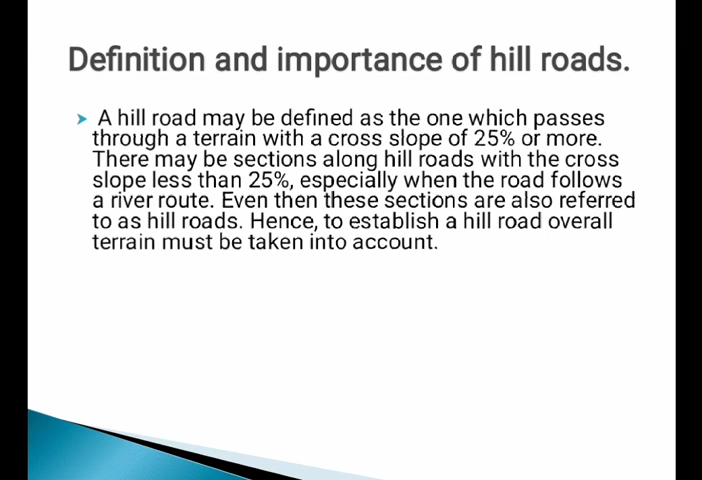 Definition and importance of hill roads.
A hill road may be defined as the one which passes
through a terrain with a cross slope of 25% or more.
There may be sections along hill roads with the cross
slope less than 25%, especially when the road follows
a river route. Even then these sections are also referred
to as hill roads. Hence, to establish a hill road overall
terrain must be taken into account.